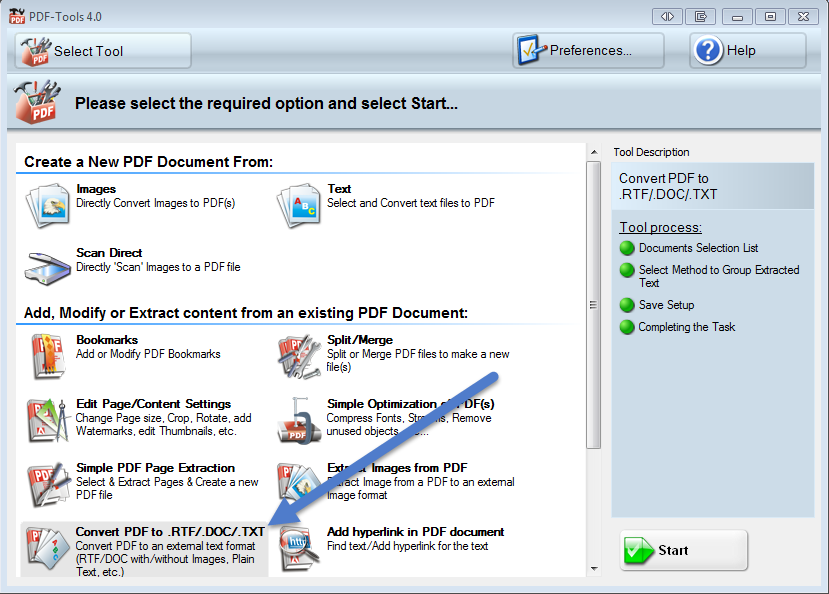 PDF-Tools 4.0
Select Tool
Preferences...
Help
Please select the required option and select Start...
Create a New PDF Document From:
Images
Directly Convert Images to PDF(s)
Text
Select and Convert text files to PDF
Scan Direct
Directly 'Scan' Images to a PDF file
Add, Modify or Extract content from an existing PDF Document:
Bookmarks
Add or Modify PDF Bookmarks
Split/Merge
Split or Merge PDF files to make a new
file(s)
Edit Page/Content Settings
Change Page size, Crop, Rotate, add
Watermarks, edit Thumbnails, etc.
Simple Optimization of PDF(s)
Compress Fonts, Streams, Remove
unused objects
Simple PDF Page Extraction
Select & Extract Pages & Create a new
PDF file
Extract Images from PDF
Extract Image from a PDF to an external
Image format
Convert PDF to .RTF/.DOC/.TXT
Convert PDF to an external text format
(RTF/DOC with/without Images, Plain
Text, etc.)
Add hyperlink in PDF document
Find text/Add hyperlink for the text
Tool Description
Convert PDF to
.RTF/.DOC/.TXT
Tool process:
Documents Selection List
Select Method to Group Extracted
Text
Save Setup
Completing the Task
Start